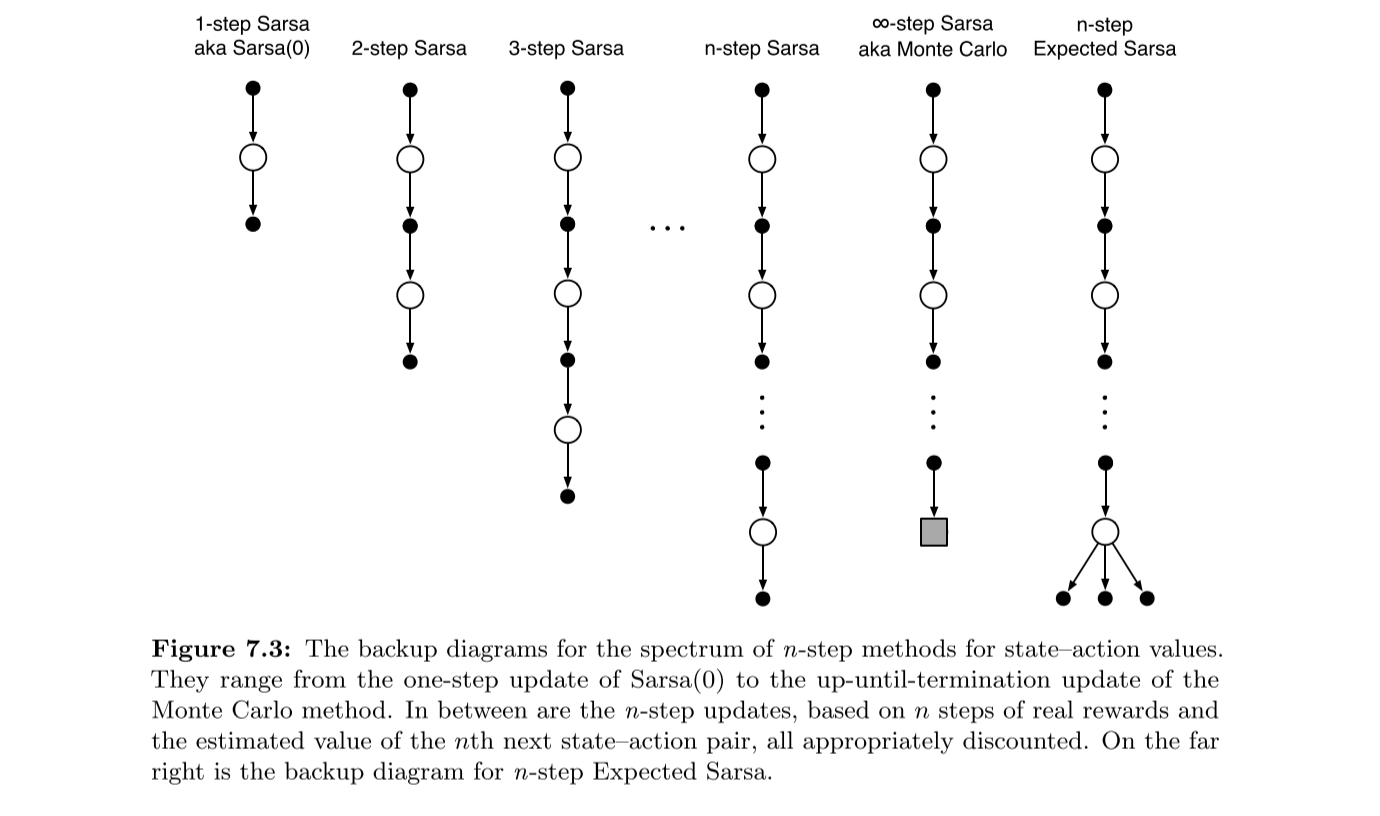 1-step Sarsa
aka Sarsa(0)
2-step Sarsa
3-step Sarsa
n-step Sarsa
∞-step Sarsa
aka Monte Carlo
n-step
Expected Sarsa
Figure 7.3: The backup diagrams for the spectrum of n-step methods for state–action values.
They range from the one-step update of Sarsa(0) to the up-until-termination update of the
Monte Carlo method. In between are the n-step updates, based on n steps of real rewards and
the estimated value of the nth next state–action pair, all appropriately discounted. On the far
right is the backup diagram for n-step Expected Sarsa.